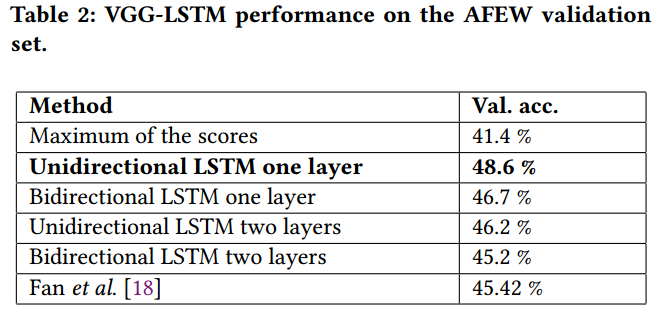 Table 2: VGG-LSTM performance on the AFEW validation
set.
Method Val. acc.
Maximum of the scores 41.4 %
Unidirectional LSTM one layer 48.6 %
Bidirectional LSTM one layer 46.7 %
Unidirectional LSTM two layers 46.2 %
Bidirectional LSTM two layers 45.2 %
Fan et al. [18] 45.42 %